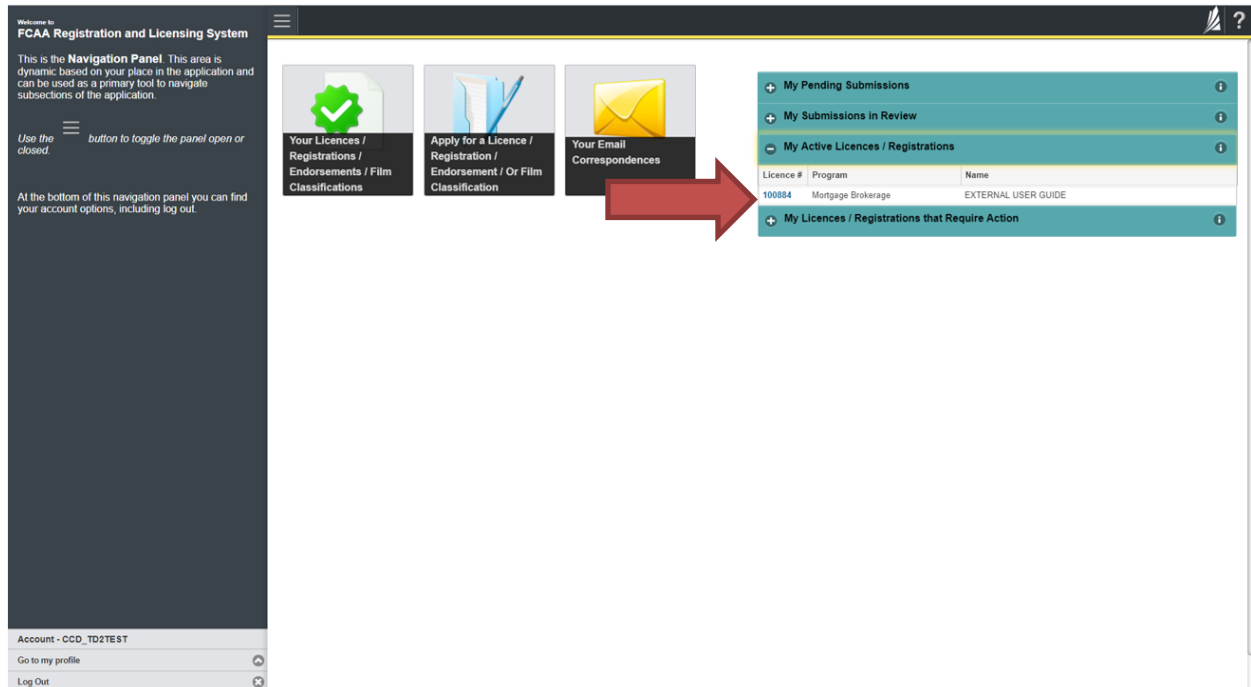 Welcome to
FCAA Registration and Licensing System
This is the Navigation Panel. This area is
dynamic based on your place in the application and
can be used as a primary tool to navigate
subsections of the application.
Use the button to toggle the panel open or
closed.
At the bottom of this navigation panel you can find
your account options, including log out.
Account - CCD_TD2TEST
Go to my profile
Log Out
?
Your Licences /
Registrations /
Endorsements / Film
Classifications
Apply for a Licence /
Registration /
Endorsement / Or Film
Classification
Your Email
Correspondences
My Pending Submissions
My Submissions in Review
My Active Licences / Registrations
Licence # Program Name
100884 Mortgage Brokerage EXTERNAL USER GUIDE
My Licences / Registrations that Require Action